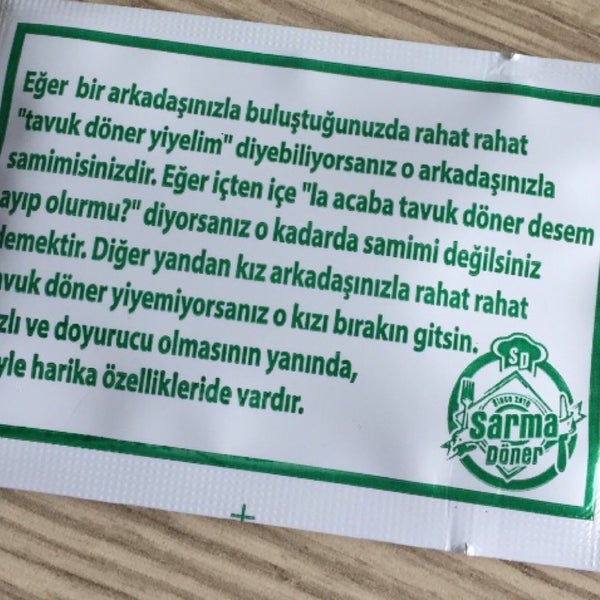 Eğer bir arkadaşınızla buluştuğunuzda rahat rahat
"tavuk döner yiyelim" diyebiliyorsanız o arkadaşınızla
samimisinizdir. Eğer içten içe "la acaba tavuk döner desem
ayıp olurmu?" diyorsanız o kadarda samimi değilsiniz
demektir. Diğer yandan kız arkadaşınızla rahat rahat
avuk döner yiyemiyorsanız o kızı bırakın gitsin.
zlı ve doyurucu olmasının yanında,
yle harika özellikleride vardır.
SD
Since 2010
sarma
DÖNER